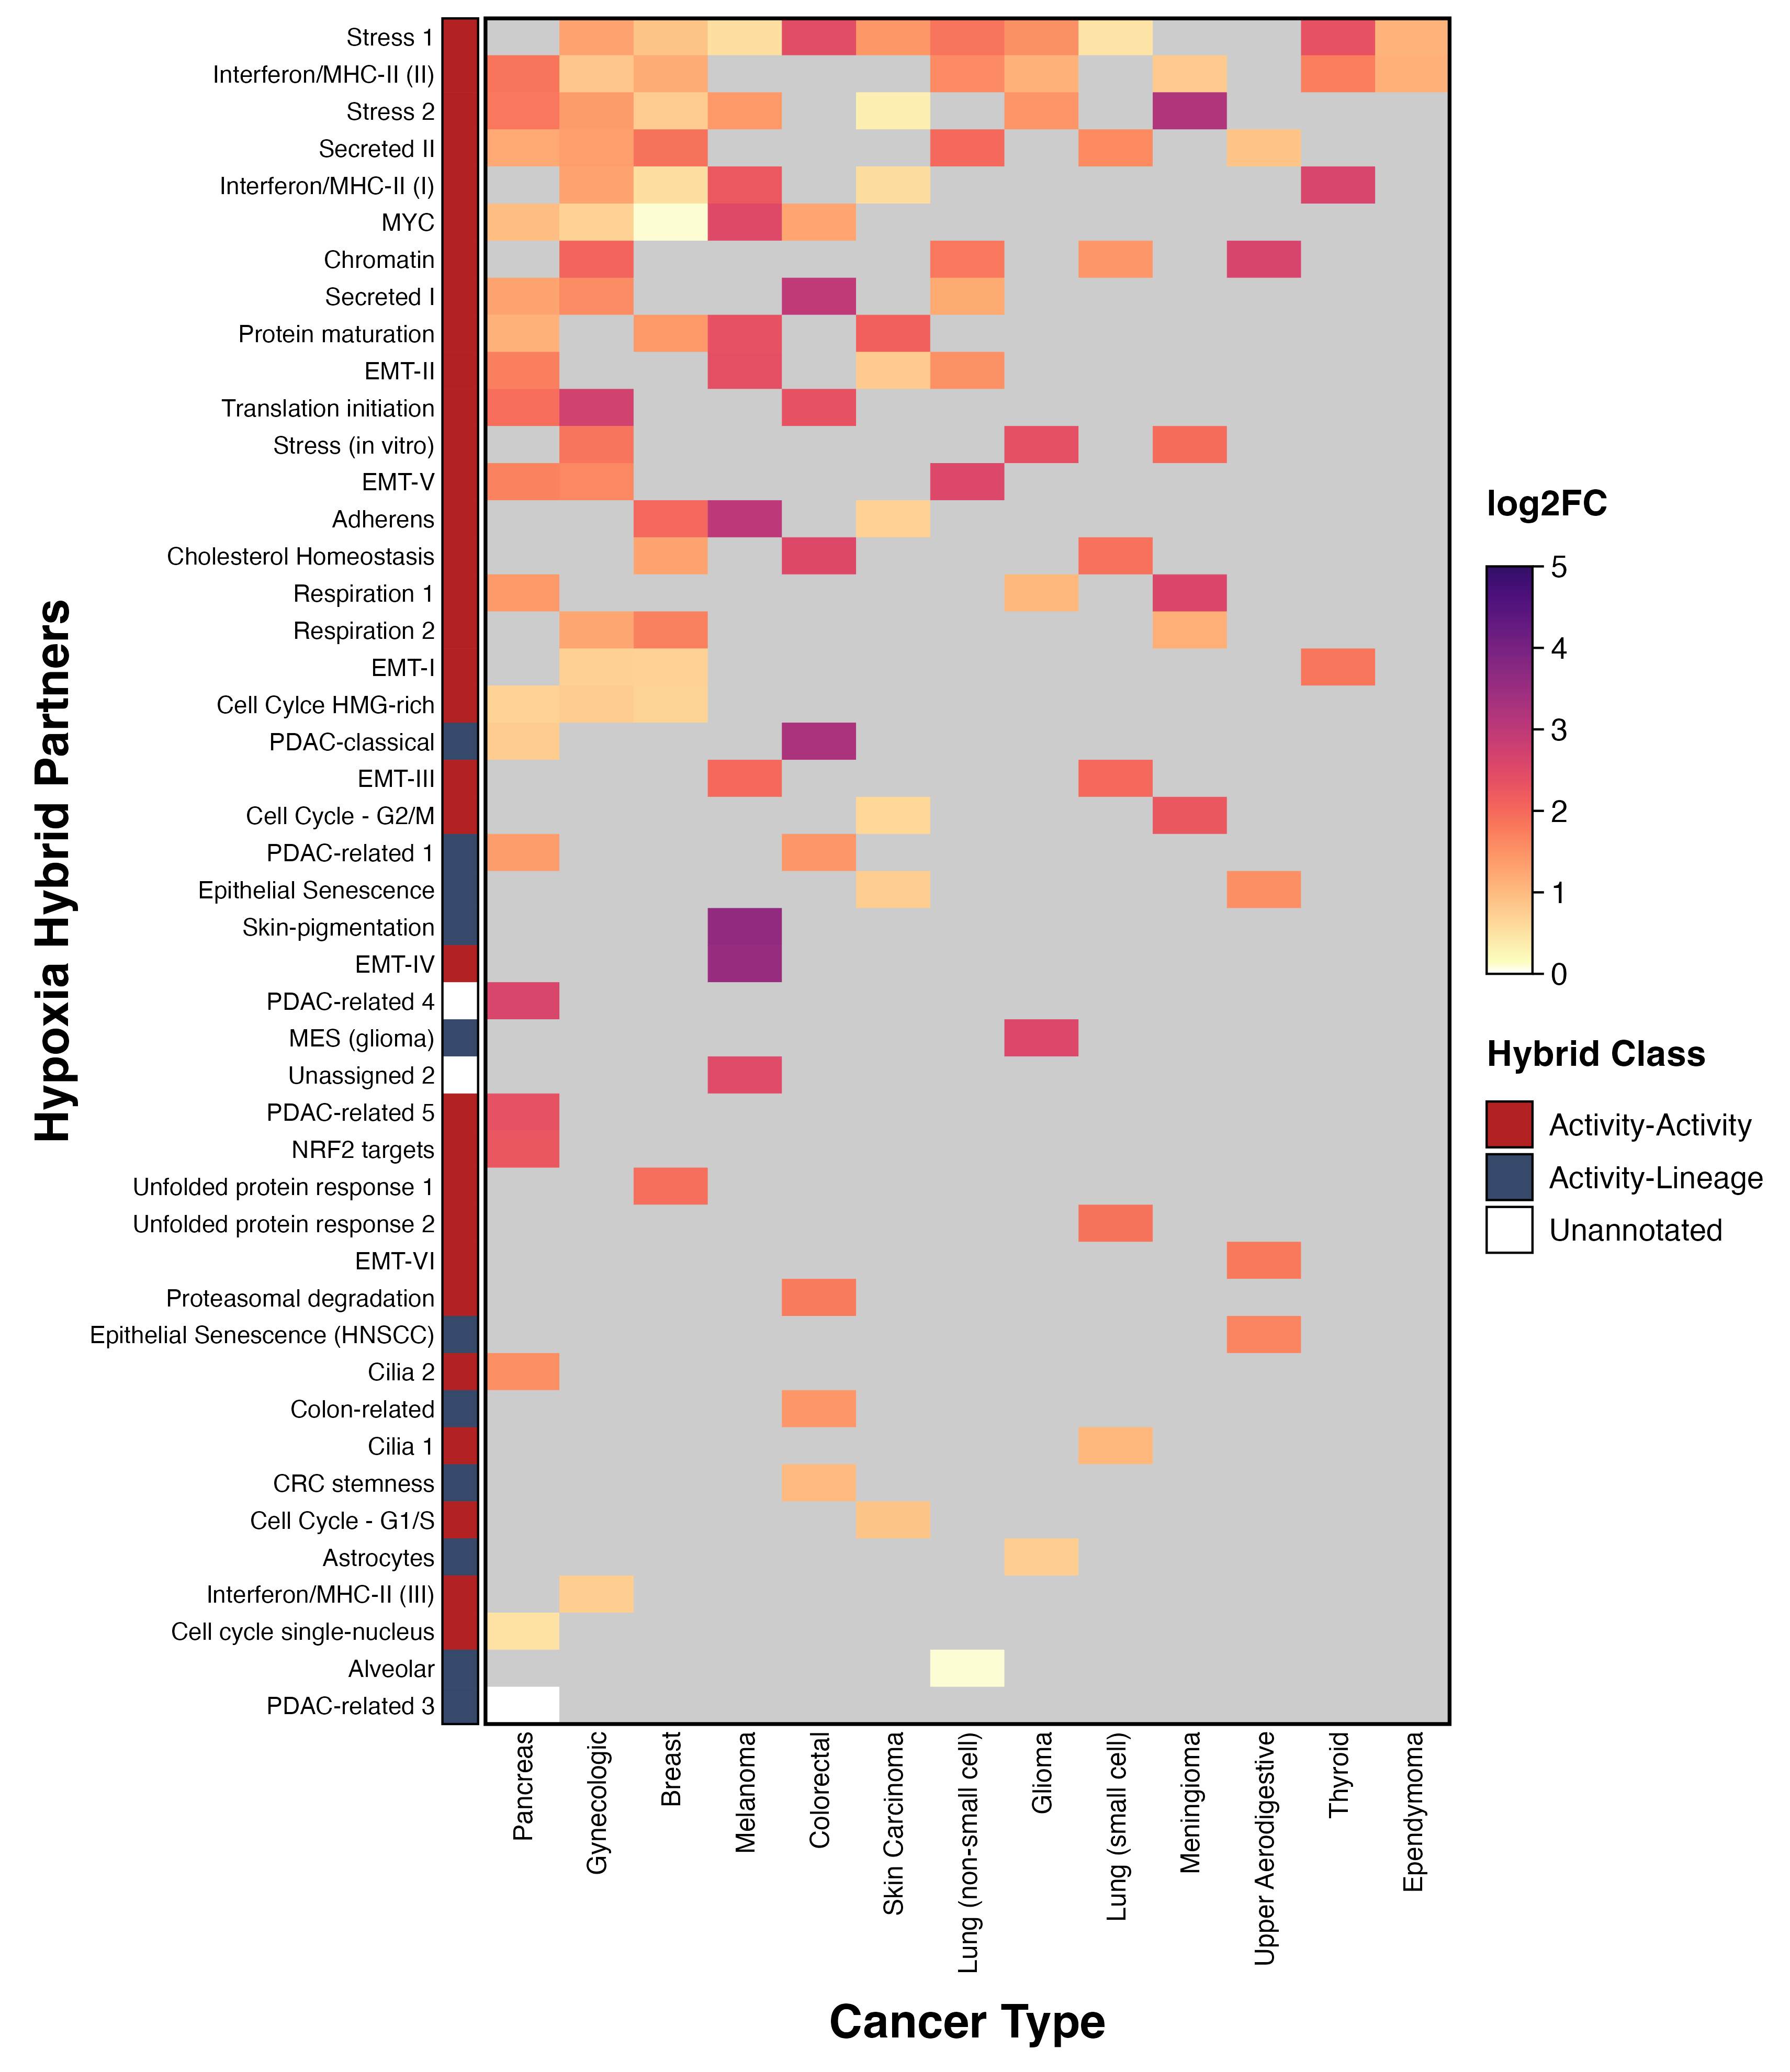 Hypoxia Hybrid Partners
Stress 1
Interferon/MHC-II (II)
Stress 2
Secreted II
Interferon/MHC-II (I)
MYC
Chromatin
Secreted I
Protein maturation
EMT-II
Translation initiation
Stress (in vitro)
EMT-V
Adherens
Cholesterol Homeostasis
Respiration 1
Respiration 2
EMT-I
Cell Cylce HMG-rich
PDAC-classical
EMT-III
Cell Cycle - G2/M
PDAC-related 1
Epithelial Senescence
Skin-pigmentation
EMT-IV
PDAC-related 4
MES (glioma)
Unassigned 2
PDAC-related 5
NRF2 targets
Unfolded protein response 1
Unfolded protein response 2
EMT-VI
Proteasomal degradation
Epithelial Senescence (HNSCC)
Cilia 2
Colon-related
Cilia 1
CRC stemness
Cell Cycle - G1/S
Astrocytes
Interferon/MHC-II (III)
Cell cycle single-nucleus
Alveolar
PDAC-related 3
Pancreas
Gynecologic
Breast
Melanoma
Colorectal
Skin Carcinoma
Lung (non-small cell)
Glioma
Lung (small cell)
Meningioma
Upper Aerodigestive
Thyroid
Ependymoma
Cancer Type
log2FC
5
4
3
2
1
0
Hybrid Class
Activity-Activity
Activity-Lineage
Unannotated